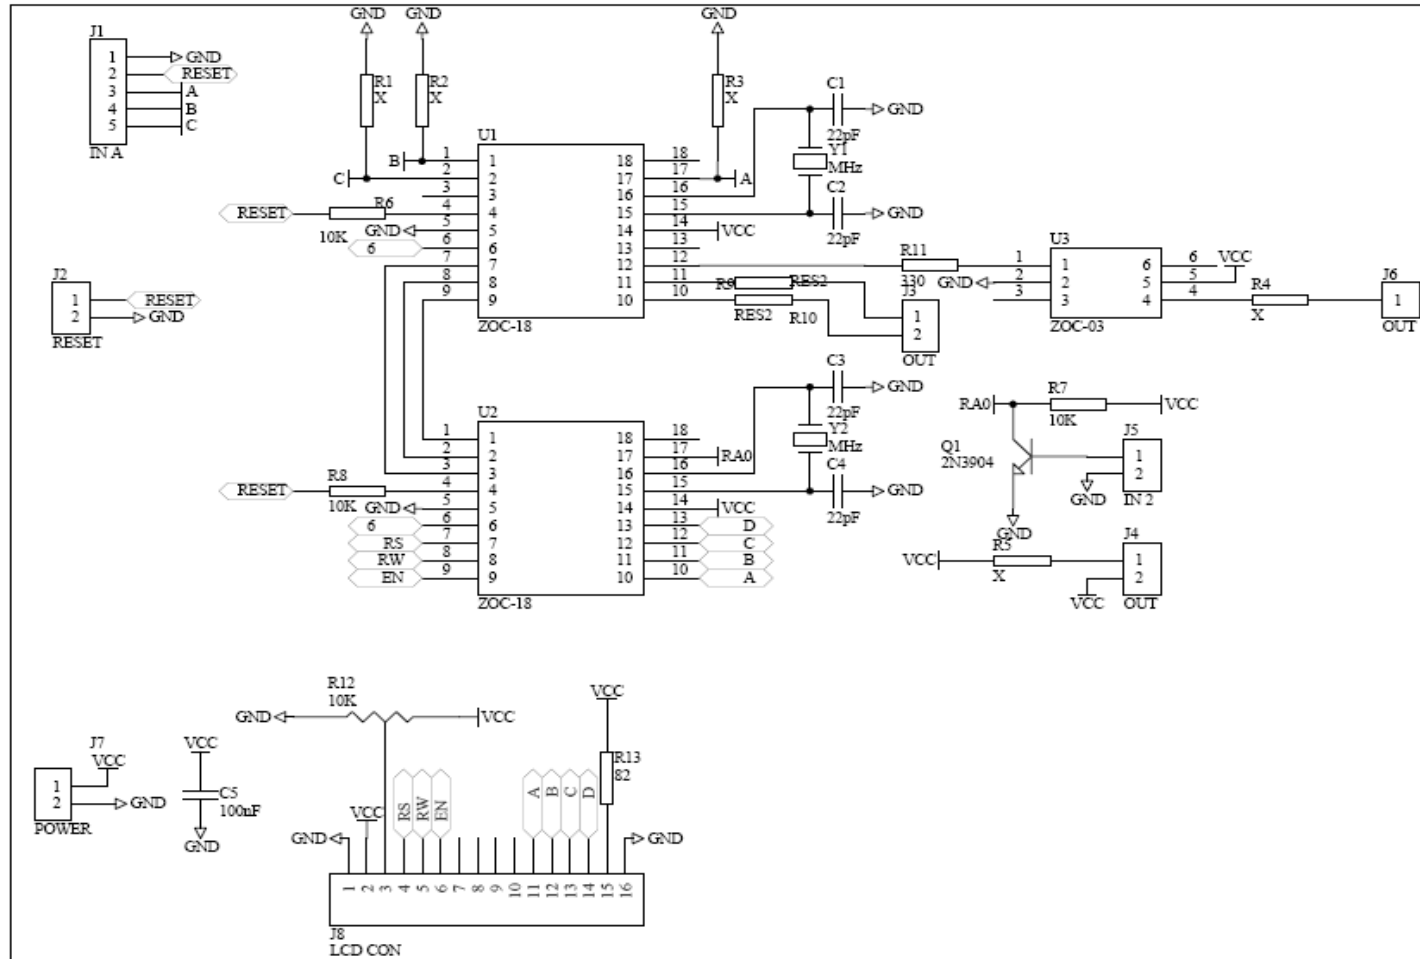 GND GND GND
J1
1 GND
2 RESET
3 A
4 B
5 C
IN A
R1
X
R2
X
R3
X
C1
GND
22pF
Y1
MHz
C2
GND
22pF
U1
B 1 1 18 18
C 2 2 17 17 A
3 3 16 16
RESET R6 4 4 15 15
10K GND 5 5 14 14 VCC
6 6 6 13 13
7 7 12 12
8 8 11 11
9 9 10 10
ZOC-18
R11
330
R9 RES2
RES2 R10
J3
1
2
OUT
U3
1 1 6 6 VCC
GND 2 2 5 5
3 3 4 4
ZOC-03
R4
X
J6
1
OUT
J2
1 RESET
2 GND
RESET
C3
GND
22pF
Y2
MHz
C4
GND
22pF
U2
1 1 18 18
2 2 17 17 RA0
3 3 16 16
RESET R8 4 4 15 15
10K GND 5 5 14 14 VCC
6 6 6 13 13 D
RS 7 7 12 12 C
RW 8 8 11 11 B
EN 9 9 10 10 A
ZOC-18
RA0 R7 VCC
10K
Q1
2N3904
GND
J5
1
2
GND IN 2
VCC R5
X
J4
1
2
VCC OUT
R12
10K
GND VCC
VCC
R13
82
J7
VCC
1
2 GND
POWER
VCC
C5
100nF
GND
GND VCC RS RW EN A B C D GND
1 2 3 4 5 6 7 8 9 10 11 12 13 14 15 16
J8
LCD CON